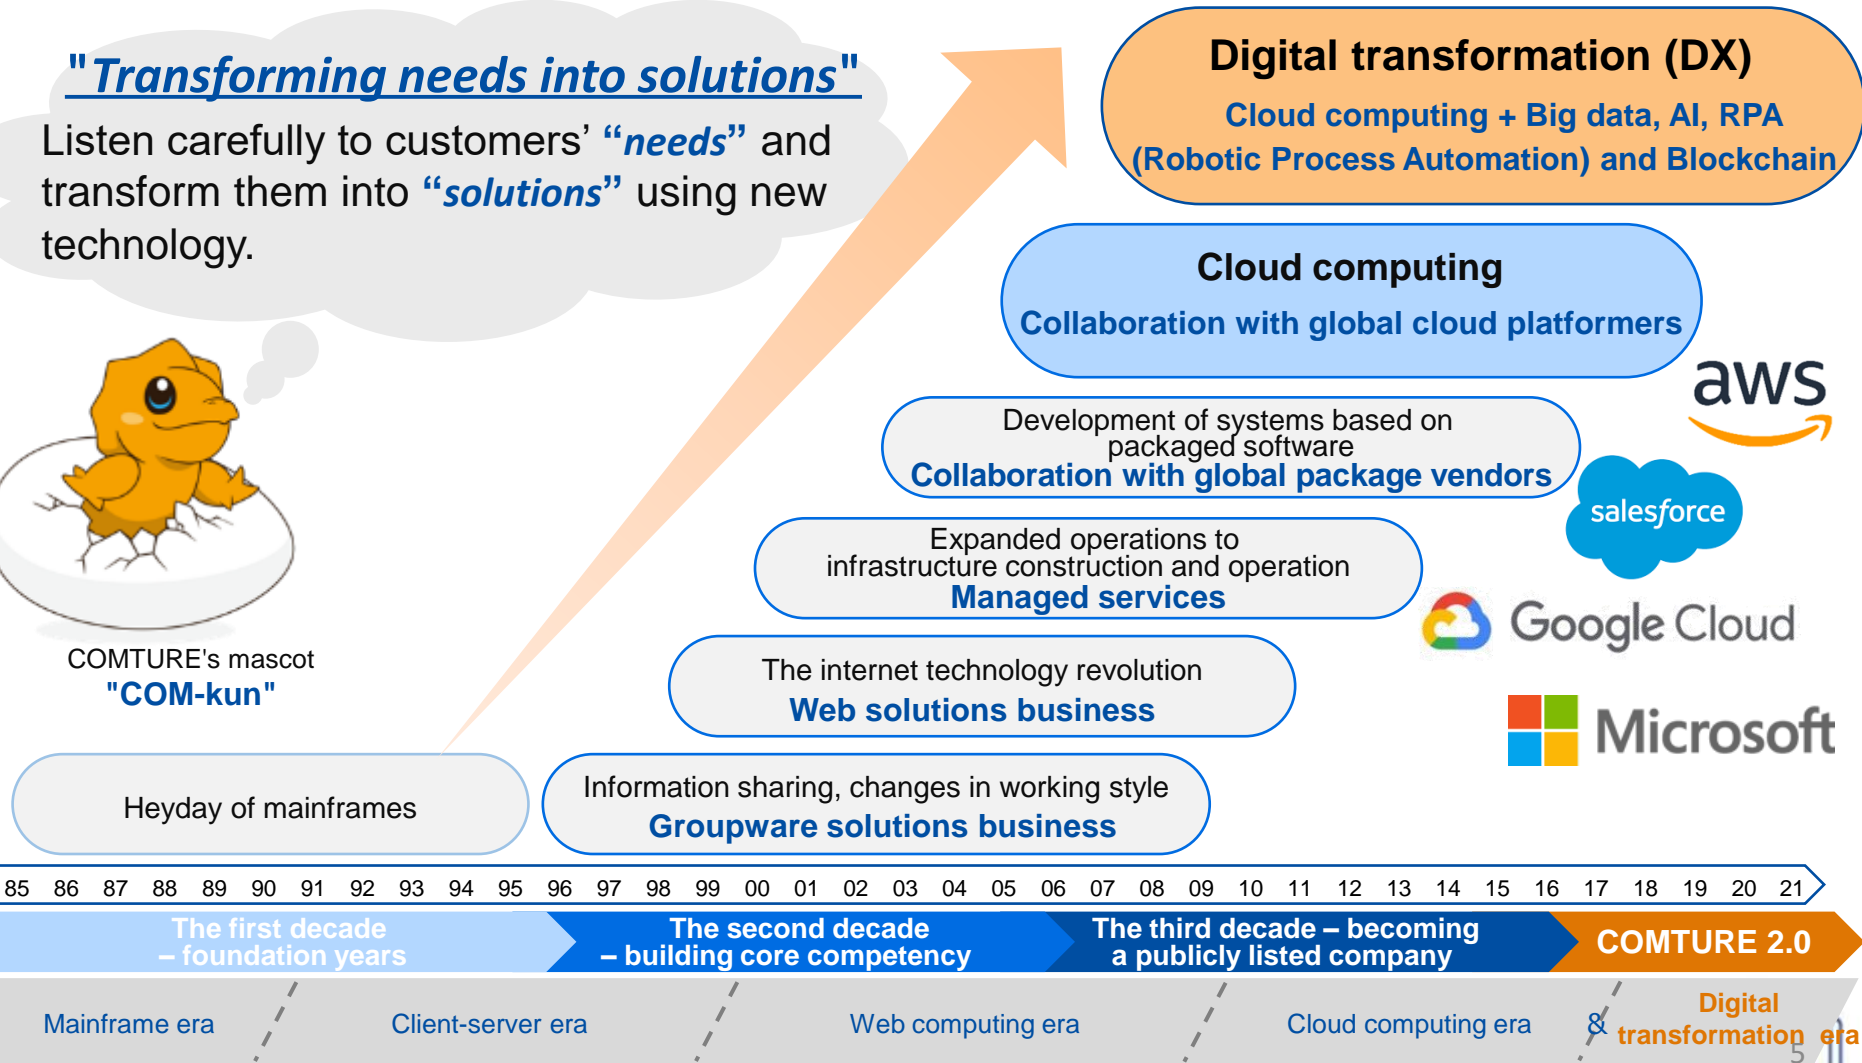 "Transforming needs into solutions"
Listen carefully to customers’ “needs” and
transform them into “solutions” using new
technology.
COMTURE's mascot
"COM-kun"
Digital transformation (DX)
Cloud computing + Big data, AI, RPA
(Robotic Process Automation) and Blockchain
Cloud computing
Collaboration with global cloud platformers
aws
Development of systems based on
packaged software
Collaboration with global package vendors
salesforce
Expanded operations to
infrastructure construction and operation
Managed services
Google Cloud
The internet technology revolution
Web solutions business
Microsoft
Heyday of mainframes
Information sharing, changes in working style
Groupware solutions business
85 86 87 88 89 90 91 92 93 94 95 96 97 98 99 00 01 02 03 04 05 06 07 08 09 10 11 12 13 14 15 16 17 18 19 20 21
The first decade
– foundation years
The second decade
– building core competency
The third decade – becoming
a publicly listed company
COMTURE 2.0
Mainframe era
Client-server era
Web computing era
Cloud computing era
&
Digital
transformation era
5